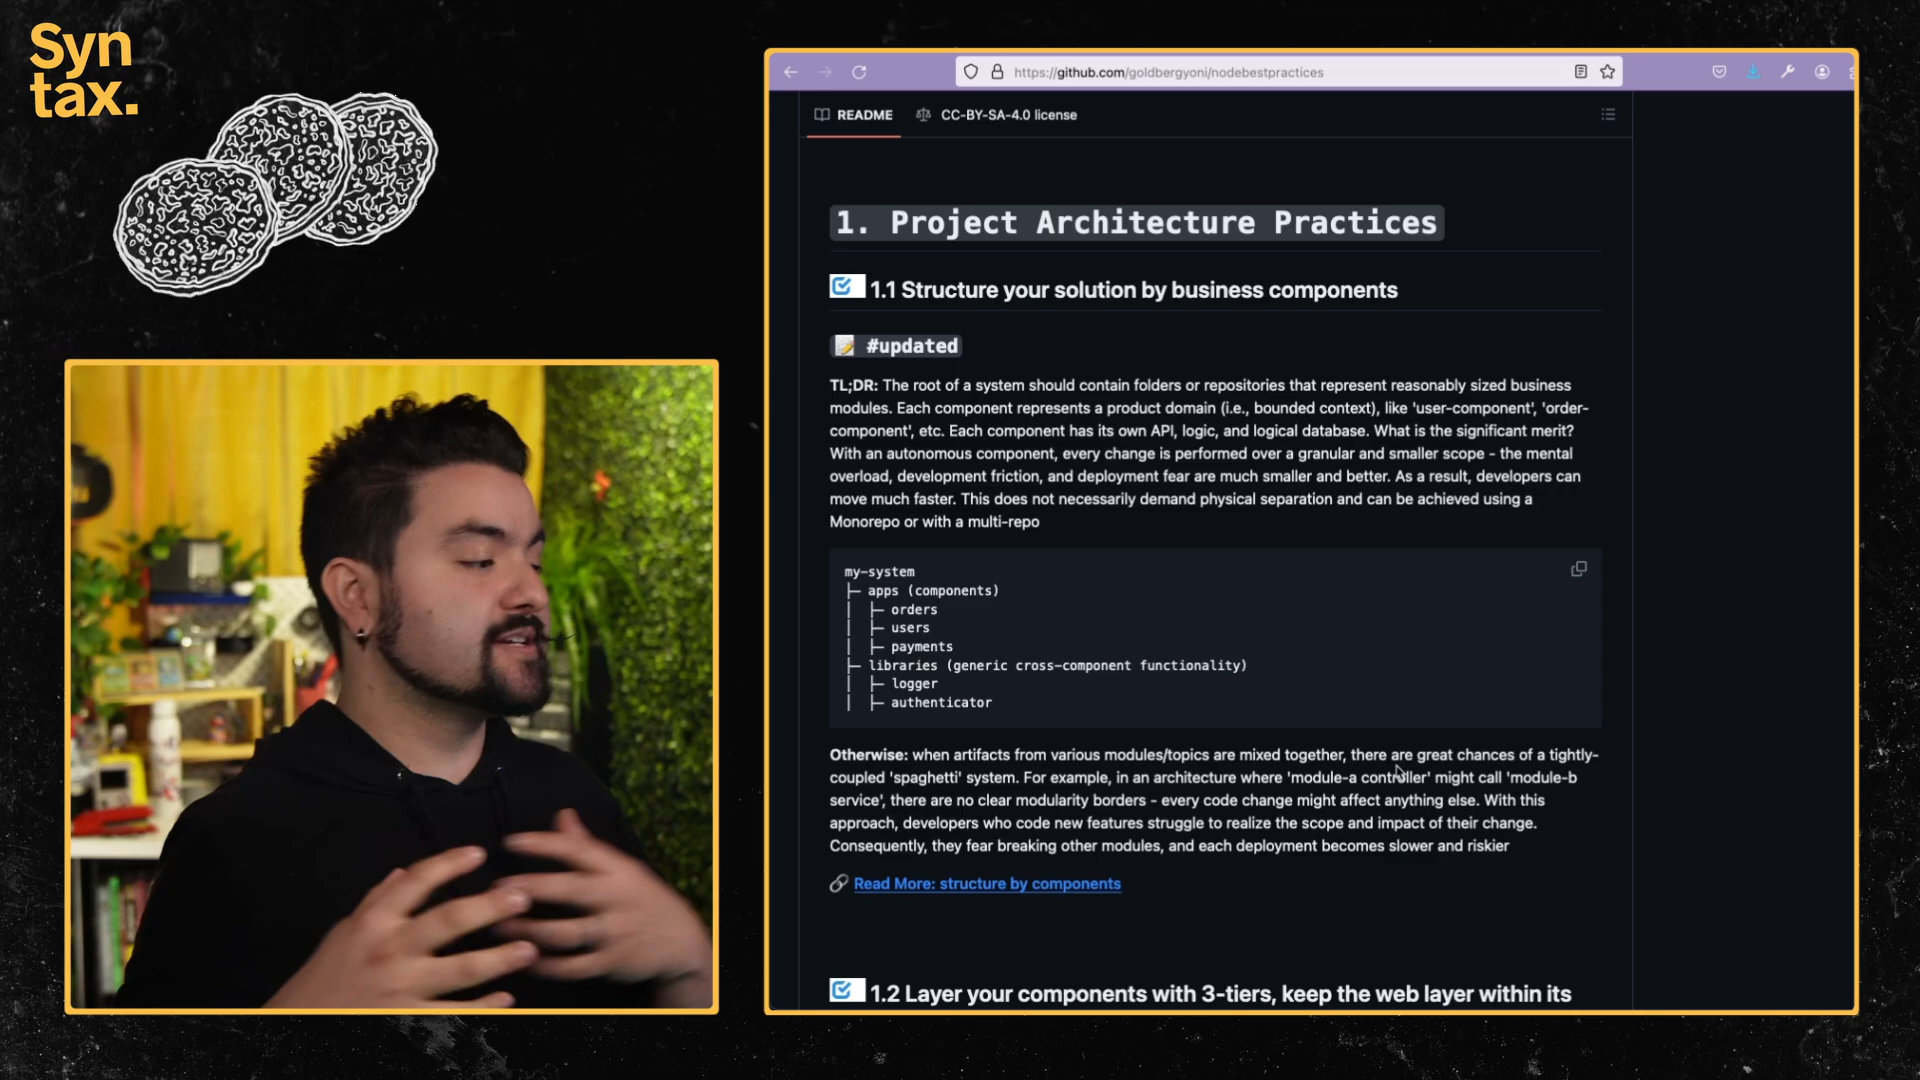 Syn
tax.
https://github.com/goldbergyoni/nodebestpractices
README
CC-BY-SA-4.0 license
1. Project Architecture Practices
1.1 Structure your solution by business components
#updated
TL;DR: The root of a system should contain folders or repositories that represent reasonably sized business
modules. Each component represents a product domain (i.e., bounded context), like 'user-component', 'order-
component', etc. Each component has its own API, logic, and logical database. What is the significant merit?
With an autonomous component, every change is performed over a granular and smaller scope - the mental
overload, development friction, and deployment fear are much smaller and better. As a result, developers can
move much faster. This does not necessarily demand physical separation and can be achieved using a
Monorepo or with a multi-repo
my-system
├─ apps (components)
│  ├─ orders
│  ├─ users
│  ├─ payments
├─ libraries (generic cross-component functionality)
│  ├─ logger
│  ├─ authenticator
Otherwise: when artifacts from various modules/topics are mixed together, there are great chances of a tightly-
coupled 'spaghetti' system. For example, in an architecture where 'module-a controller' might call 'module-b
service', there are no clear modularity borders - every code change might affect anything else. With this
approach, developers who code new features struggle to realize the scope and impact of their change.
Consequently, they fear breaking other modules, and each deployment becomes slower and riskier
Read More: structure by components
1.2 Layer your components with 3-tiers, keep the web layer within its